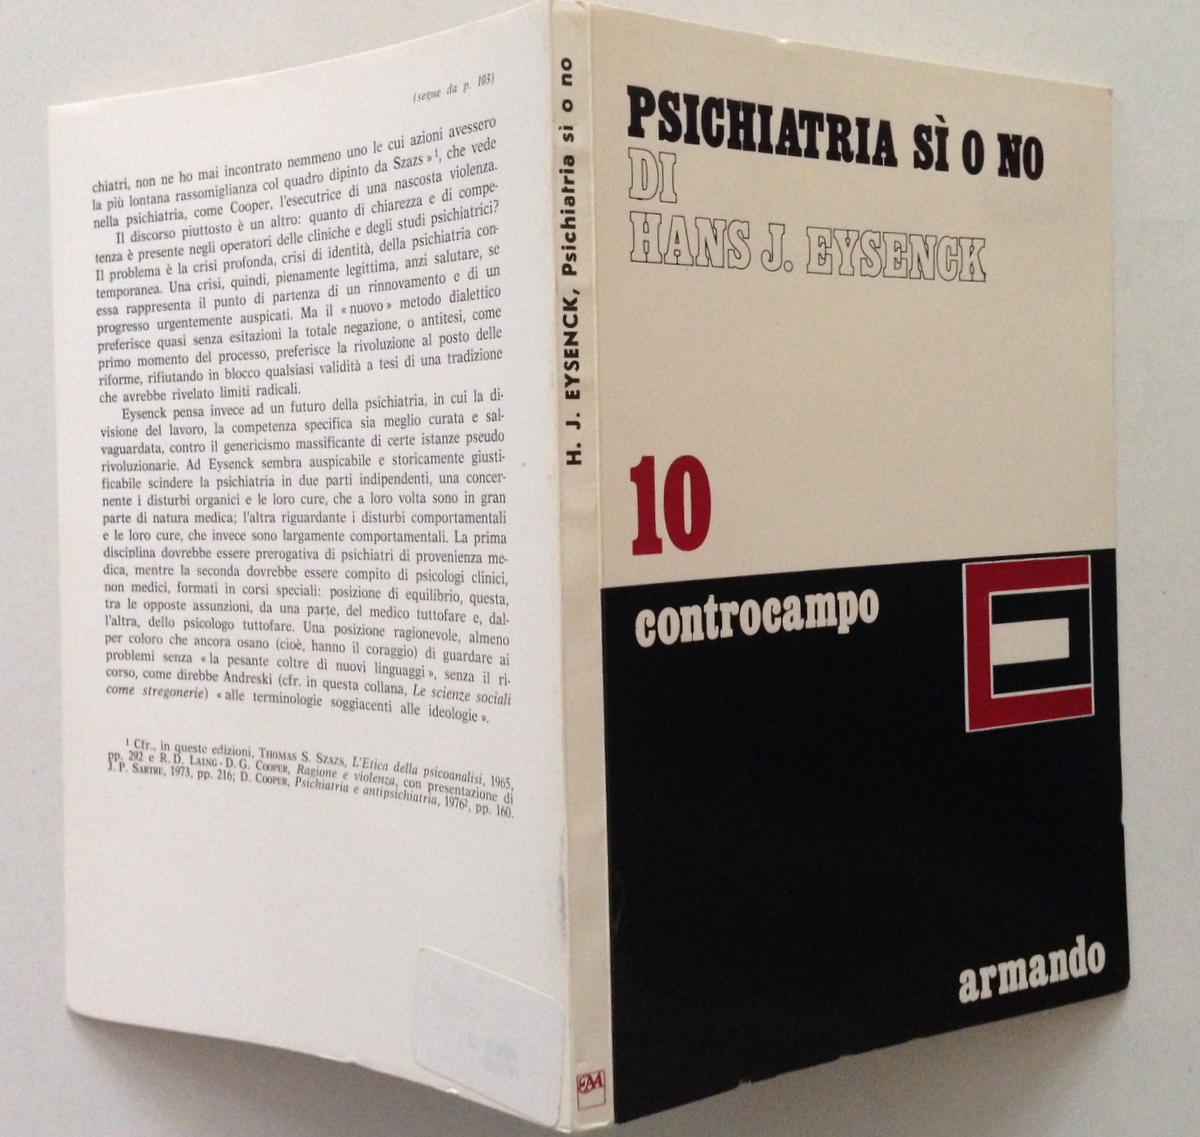 (segue da p. 103)
chiatri, non ne ho mai incontrato nemmeno uno le cui azioni avessero
la più lontana rassomiglianza col quadro dipinto da Szazs »¹, che vede
nella psichiatria, come Cooper, l'esecutrice di una nascosta violenza.
Il discorso piuttosto è un altro: quanto di chiarezza e di compe-
tenza è presente negli operatori delle cliniche e degli studi psichiatrici?
Il problema è la crisi profonda, crisi di identità, della psichiatria con-
temporanea. Una crisi, quindi, pienamente legittima, anzi salutare, se
essa rappresenta il punto di partenza di un rinnovamento e di un
progresso urgentemente auspicati. Ma il « nuovo » metodo dialettico
preferisce quasi senza esitazioni la totale negazione, o antitesi, come
primo momento del processo, preferisce la rivoluzione al posto delle
riforme, rifiutando in blocco qualsiasi validità a tesi di una tradizione
che avrebbe rivelato limiti radicali.
Eysenck pensa invece ad un futuro della psichiatria, in cui la di-
visione del lavoro, la competenza specifica sia meglio curata e sal-
vaguardata, contro il genericismo massificante di certe istanze pseudo
rivoluzionarie. Ad Eysenck sembra auspicabile e storicamente giusti-
ficabile scindere la psichiatria in due parti indipendenti, una concer-
nente i disturbi organici e le loro cure, che a loro volta sono in gran
parte di natura medica; l'altra riguardante i disturbi comportamentali
e le loro cure, che invece sono largamente comportamentali. La prima
disciplina dovrebbe essere prerogativa di psichiatri di provenienza me-
dica, mentre la seconda dovrebbe essere compito di psicologi clinici,
non medici, formati in corsi speciali: posizione di equilibrio, questa,
tra le opposte assunzioni, da una parte, del medico tuttofare e, dal-
l'altra, dello psicologo tuttofare. Una posizione ragionevole, almeno
per coloro che ancora osano (cioè, hanno il coraggio) di guardare ai
problemi senza « la pesante coltre di nuovi linguaggi », senza il ri-
corso, come direbbe Andreski (cfr. in questa collana, Le scienze sociali
come stregonerie) « alle terminologie soggiacenti alle ideologie ».
¹ Cfr., in queste edizioni, THOMAS S. SZAZS, L'Etica della psicoanalisi, 1965,
pp. 292 e R. D. LAING - D. G. COOPER, Ragione e violenza, con presentazione di
J. P. SARTRE, 1973, pp. 216; D. COOPER, Psichiatria e antipsichiatria, 1976², pp. 160.
H. J. EYSENCK, Psichiatria sì o no
PSICHIATRIA SÌ O NO
DI
HANS J. EYSENCK
10
controcampo
armando